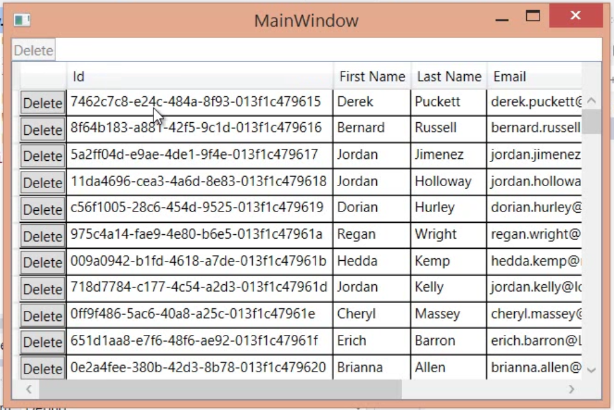 MainWindow
Delete
Id First Name Last Name Email
Delete 7462c7c8-e24c-484a-8f93-013f1c479615 Derek Puckett derek.puckett@
Delete 8f64b183-a881-42f5-9c1d-013f1c479616 Bernard Russell bernard.russell
Delete 5a2ff04d-e9ae-4de1-9f4e-013f1c479617 Jordan Jimenez jordan.jimenez
Delete 11da4696-cea3-4a6d-8e83-013f1c479618 Jordan Holloway jordan.hollowa
Delete c56f1005-28c6-454d-9525-013f1c479619 Dorian Hurley dorian.hurley@
Delete 975c4a14-fae9-4e80-b6e5-013f1c47961a Regan Wright regan.wright@
Delete 009a0942-b1fd-4618-a7de-013f1c47961b Hedda Kemp hedda.kemp@
Delete 718d7784-c177-4c54-a2d3-013f1c47961d Jordan Kelly jordan.kelly@lo
Delete 0ff9f486-5ac6-40a8-a25c-013f1c47961e Cheryl Massey cheryl.massey@
Delete 651d1aa8-e7f6-48f6-ae92-013f1c47961f Erich Barron erich.barron@L
Delete 0e2a4fee-380b-42d3-8b78-013f1c479620 Brianna Allen brianna.allen@